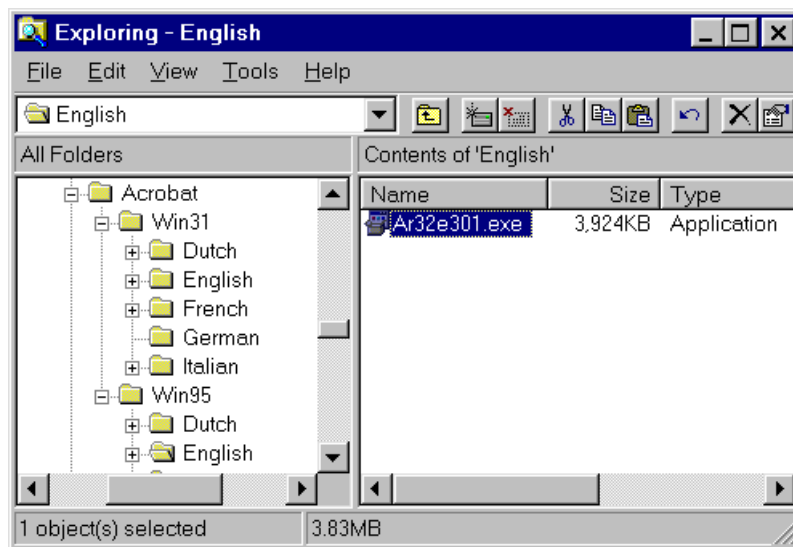 Exploring - English
File Edit View Tools Help
English
All Folders Contents of 'English'
Name Size Type
Ar32e301.exe 3,924KB Application
Acrobat
Win31
Dutch
English
French
German
Italian
Win95
Dutch
English
1 object(s) selected 3.83MB